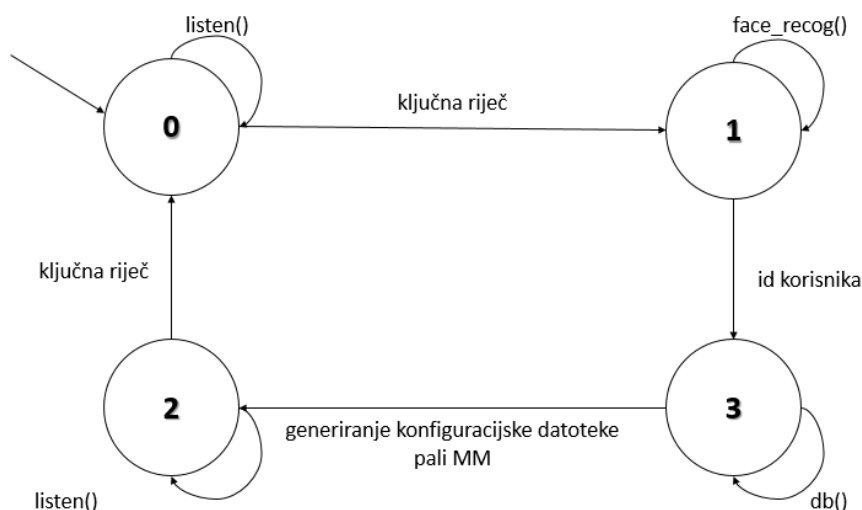 listen()
face_recog()
0
ključna riječ
1
ključna riječ
id korisnika
2
generiranje konfiguracijske datoteke
pali MM
3
listen()
db()